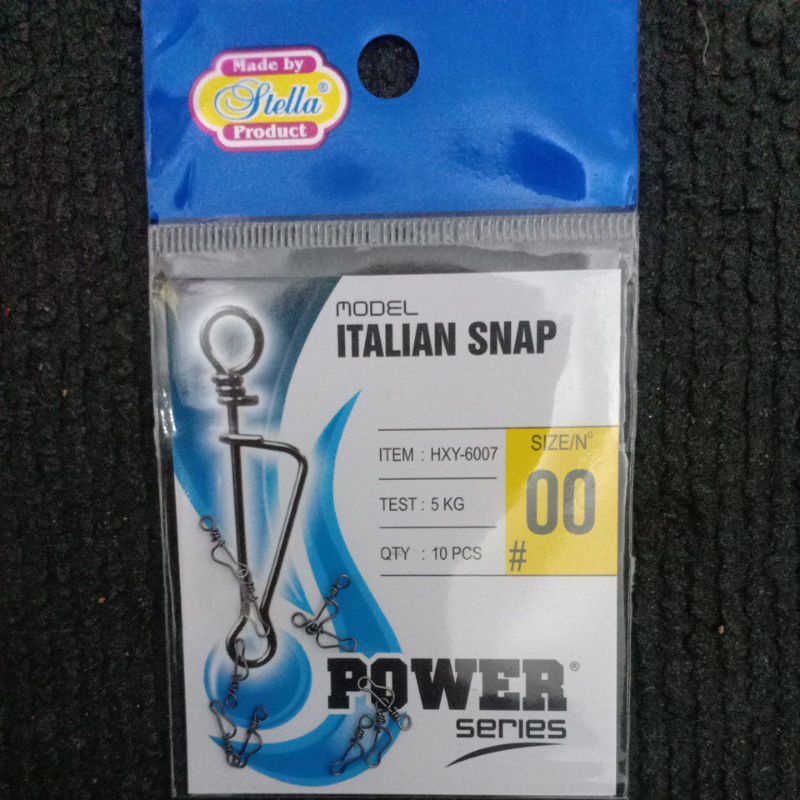 Made by
Stella®
Product
MODEL
ITALIAN SNAP
ITEM : HXY-6007
TEST : 5 KG
QTY : 10 PCS
SIZE/Nº
00
#
POWER®
series